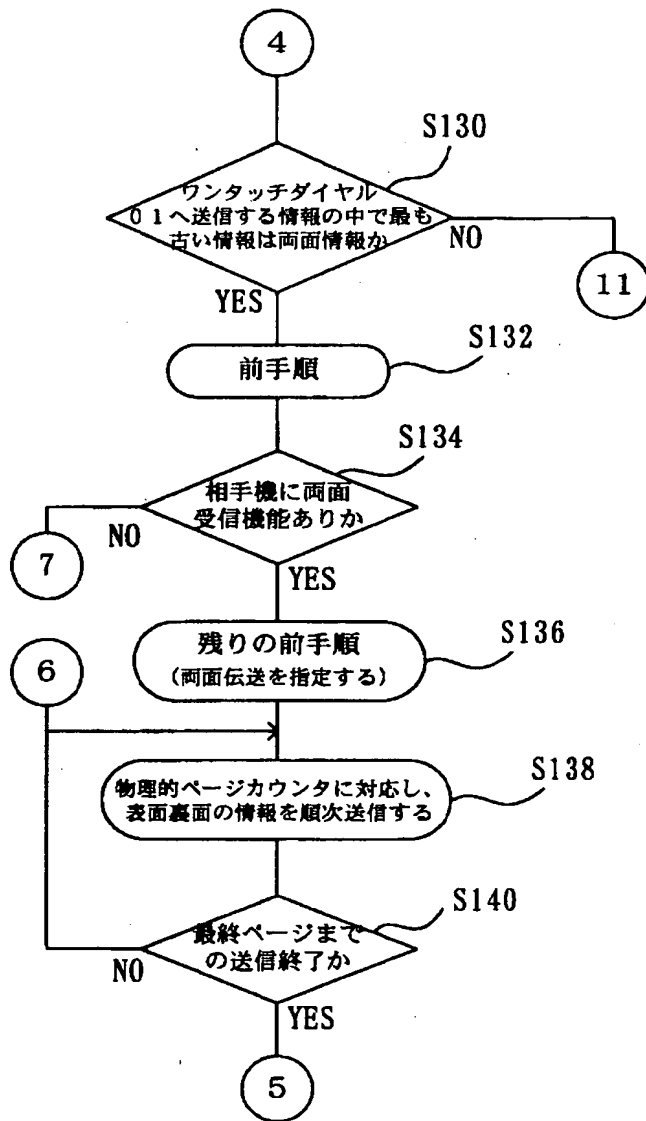 4
S130
ワンタッチダイヤル
01へ送信する情報の中で最も
古い情報は両面情報か
NO
11
YES
S132
前手順
S134
相手機に両面
受信機能ありか
NO
7
YES
S136
残りの前手順
(両面伝送を指定する)
6
S138
物理的ページカウンタに対応し、
表面裏面の情報を順次送信する
S140
最終ページまで
の送信終了か
NO
YES
5